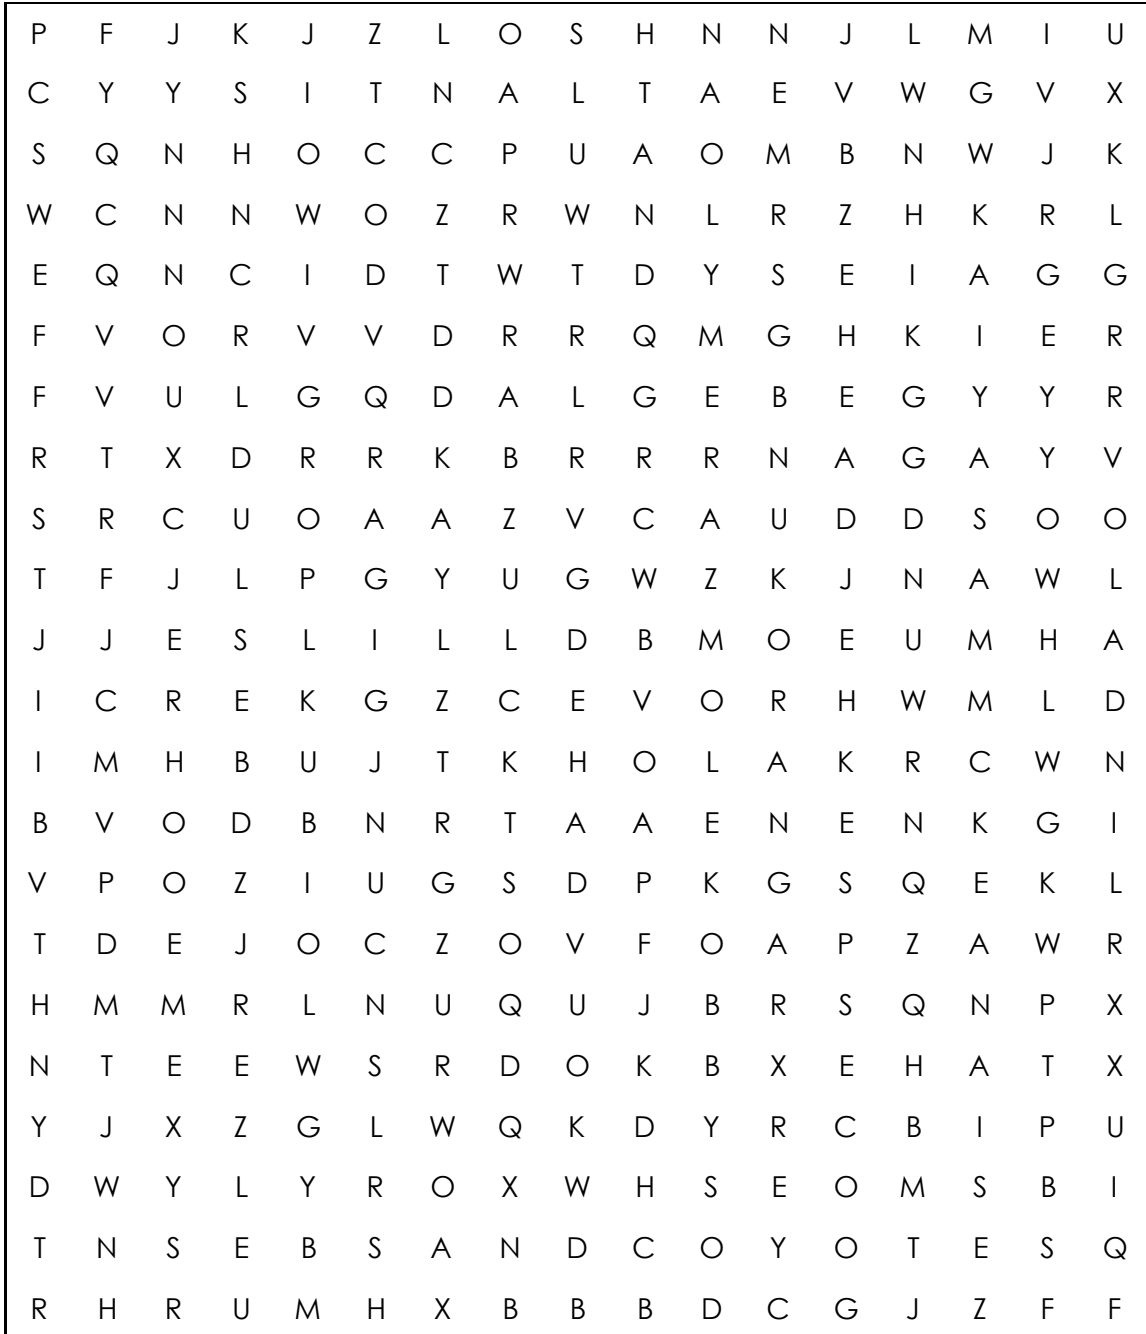 P F J K J Z L O S H N N J L M I U
C Y Y S I T N A L T A E V W G V X
S Q N H O C C P U A O M B N W J K
W C N N W O Z R W N L R Z H K R L
E Q N C I D T W T D Y S E I A G G
F V O R V V D R R Q M G H K I E R
F V U L G Q D A L G E B E G Y Y R
R T X D R R K B R R R N A G A Y V
S R C U O A A Z V C A U D D S O O
T F J L P G Y U G W Z K J N A W L
J J E S L I L L D B M O E U M H A
I C R E K G Z C E V O R H W M L D
I M H B U J T K H O L A K R C W N
B V O D B N R T A A E N E N K G I
V P O Z I U G S D P K G S Q E K L
T D E J O C Z O V F O A P Z A W R
H M M R L N U Q U J B R S Q N P X
N T E E W S R D O K B X E H A T X
Y J X Z G L W Q K D Y R C B I P U
D W Y L Y R O X W H S E O M S B I
T N S E B S A N D C O Y O T E S Q
R H R U M H X B B B D C G J Z F F